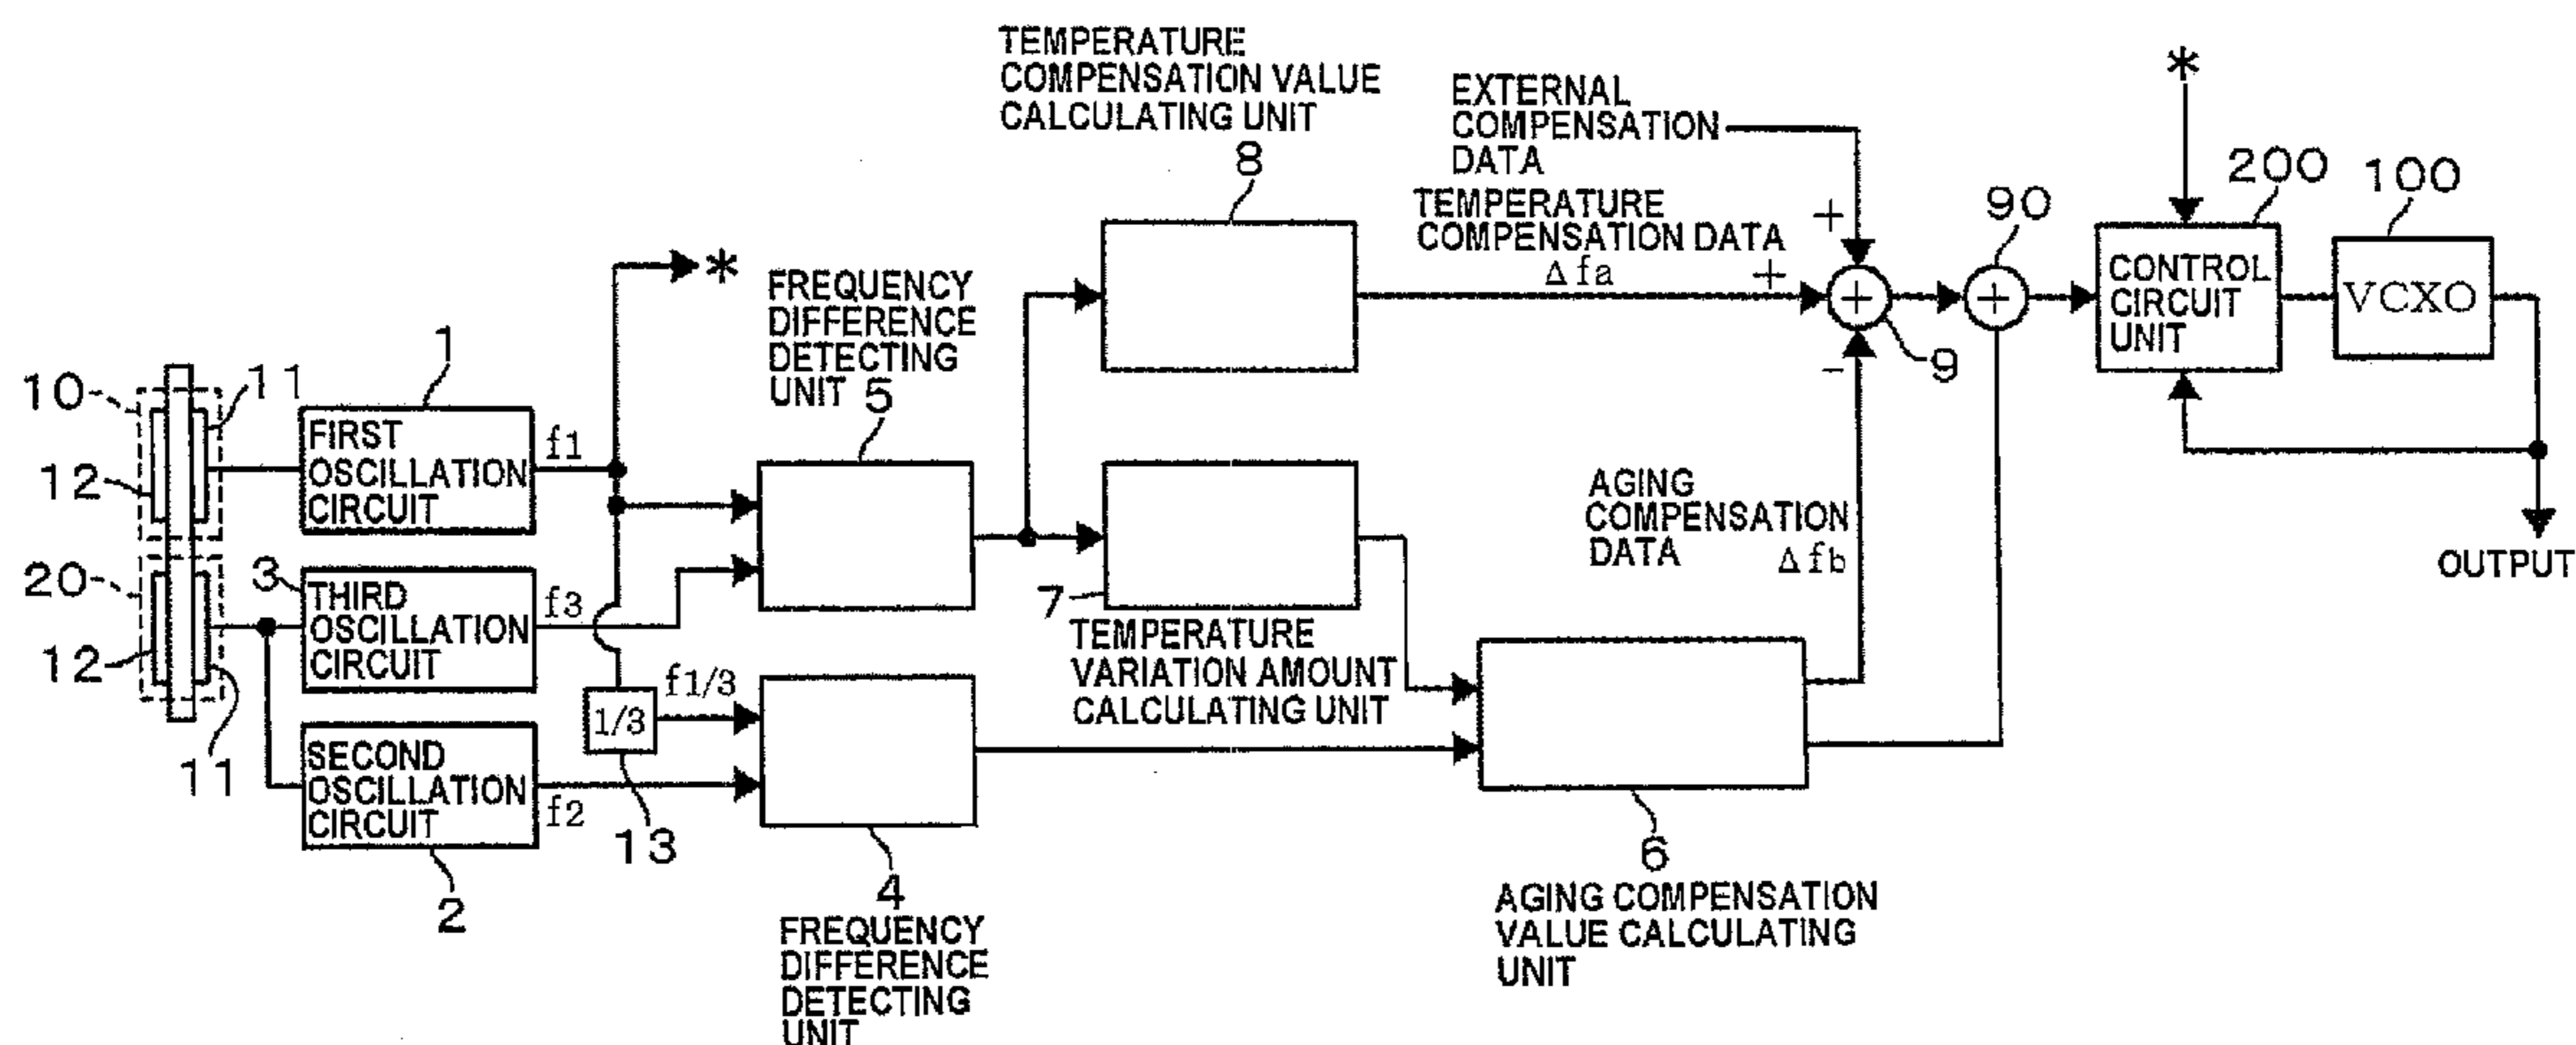 TEMPERATURE
COMPENSATION VALUE
CALCULATING UNIT
8
EXTERNAL
COMPENSATION
DATA
TEMPERATURE
COMPENSATION DATA
Δfa
+
+
-
9
90
*
200
100
CONTROL
CIRCUIT
UNIT
VCXO
+
+
OUTPUT
*
FREQUENCY
DIFFERENCE
DETECTING
UNIT
5
1
10
11
12
FIRST
OSCILLATION
CIRCUIT
f1
20
3
THIRD
OSCILLATION
CIRCUIT
f3
12
11
SECOND
OSCILLATION
CIRCUIT
f2
2
1/3
f1/3
13
7
TEMPERATURE
VARIATION AMOUNT
CALCULATING UNIT
AGING
COMPENSATION
DATA
Δfb
4
FREQUENCY
DIFFERENCE
DETECTING
UNIT
6
AGING COMPENSATION
VALUE CALCULATING
UNIT